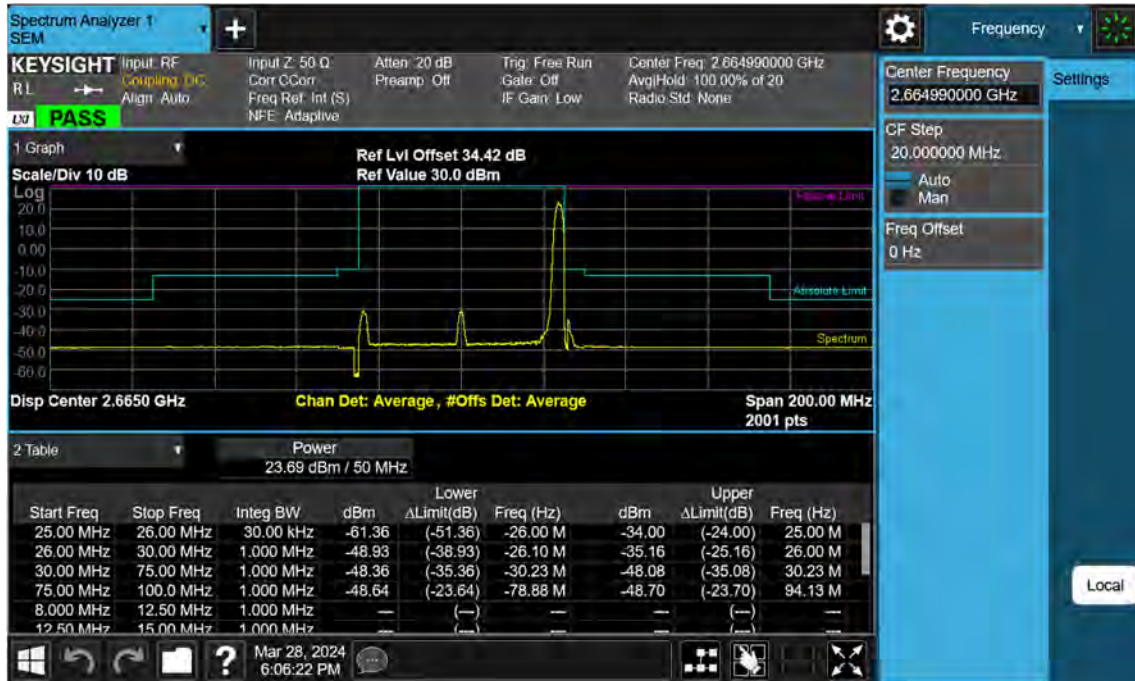 Spectrum Analyzer 1
SEM
+
Frequency
KEYSIGHT
RL
Input: RF
Coupling: DC
Align: Auto
Input Z: 50 Ω
Corr CCorr
Freq Ref: Int (S)
NFE: Adaptive
Atten: 20 dB
Preamp: Off
Trig: Free Run
Gate: Off
IF Gain: Low
Center Freq: 2.664990000 GHz
Avg|Hold: 100.00% of 20
Radio Std: None
LXI PASS
Center Frequency
2.664990000 GHz
Settings
CF Step
20.000000 MHz
Auto
Man
Freq Offset
0 Hz
1 Graph
Scale/Div 10 dB
Ref Lvl Offset 34.42 dB
Ref Value 30.0 dBm
Log
20.0
10.0
0.00
-10.0
-20.0
-30.0
-40.0
-50.0
-60.0
Relative Limit
Absolute Limit
Spectrum
Disp Center 2.6650 GHz
Chan Det: Average, #Offs Det: Average
Span 200.00 MHz
2001 pts
2 Table
Power
23.69 dBm / 50 MHz
Lower Upper
Start Freq Stop Freq Integ BW dBm ΔLimit(dB) Freq (Hz) dBm ΔLimit(dB) Freq (Hz)
25.00 MHz 26.00 MHz 30.00 kHz -61.36 (-51.36) -26.00 M -34.00 (-24.00) 25.00 M
26.00 MHz 30.00 MHz 1.000 MHz -48.93 (-38.93) -26.10 M -35.16 (-25.16) 26.00 M
30.00 MHz 75.00 MHz 1.000 MHz -48.36 (-35.36) -30.23 M -48.08 (-35.08) 30.23 M
75.00 MHz 100.0 MHz 1.000 MHz -48.64 (-23.64) -78.88 M -48.70 (-23.70) 94.13 M
8.000 MHz 12.50 MHz 1.000 MHz --- (---) --- --- (---) ---
12.50 MHz 15.00 MHz 1.000 MHz --- (---) --- --- (---) ---
Local
?
Mar 28, 2024
6:06:22 PM